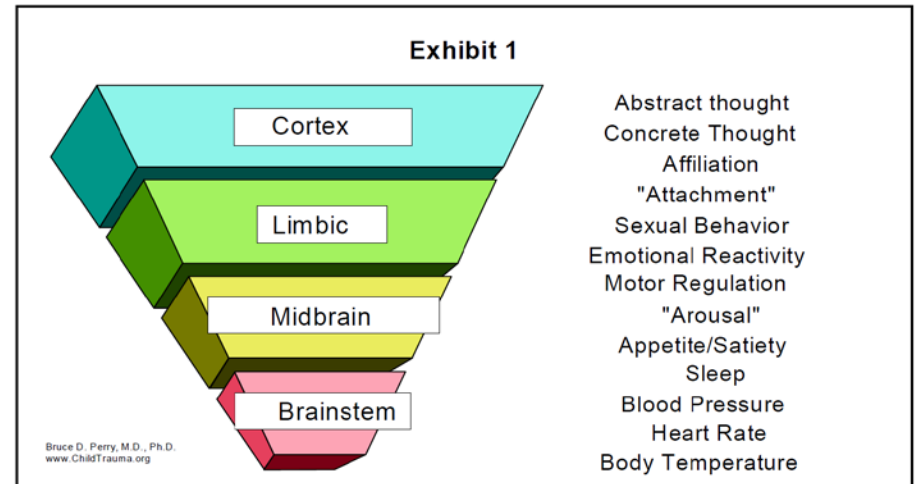 Exhibit 1
Cortex
Limbic
Midbrain
Brainstem
Abstract thought
Concrete Thought
Affiliation
"Attachment"
Sexual Behavior
Emotional Reactivity
Motor Regulation
"Arousal"
Appetite/Satiety
Sleep
Blood Pressure
Heart Rate
Body Temperature
Bruce D. Perry, M.D., Ph.D.
www.ChildTrauma.org